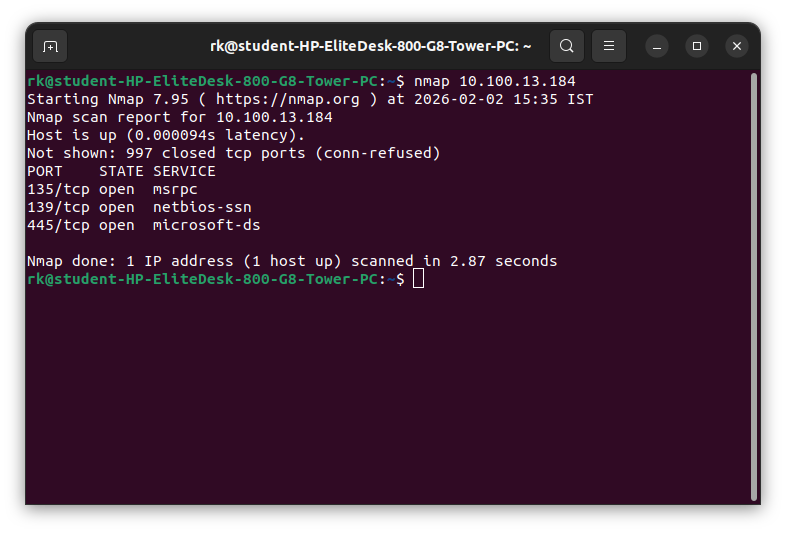 rk@student-HP-EliteDesk-800-G8-Tower-PC: ~
rk@student-HP-EliteDesk-800-G8-Tower-PC:~$ nmap 10.100.13.184
Starting Nmap 7.95 ( https://nmap.org ) at 2026-02-02 15:35 IST
Nmap scan report for 10.100.13.184
Host is up (0.000094s latency).
Not shown: 997 closed tcp ports (conn-refused)
PORT    STATE SERVICE
135/tcp open  msrpc
139/tcp open  netbios-ssn
445/tcp open  microsoft-ds

Nmap done: 1 IP address (1 host up) scanned in 2.87 seconds
rk@student-HP-EliteDesk-800-G8-Tower-PC:~$